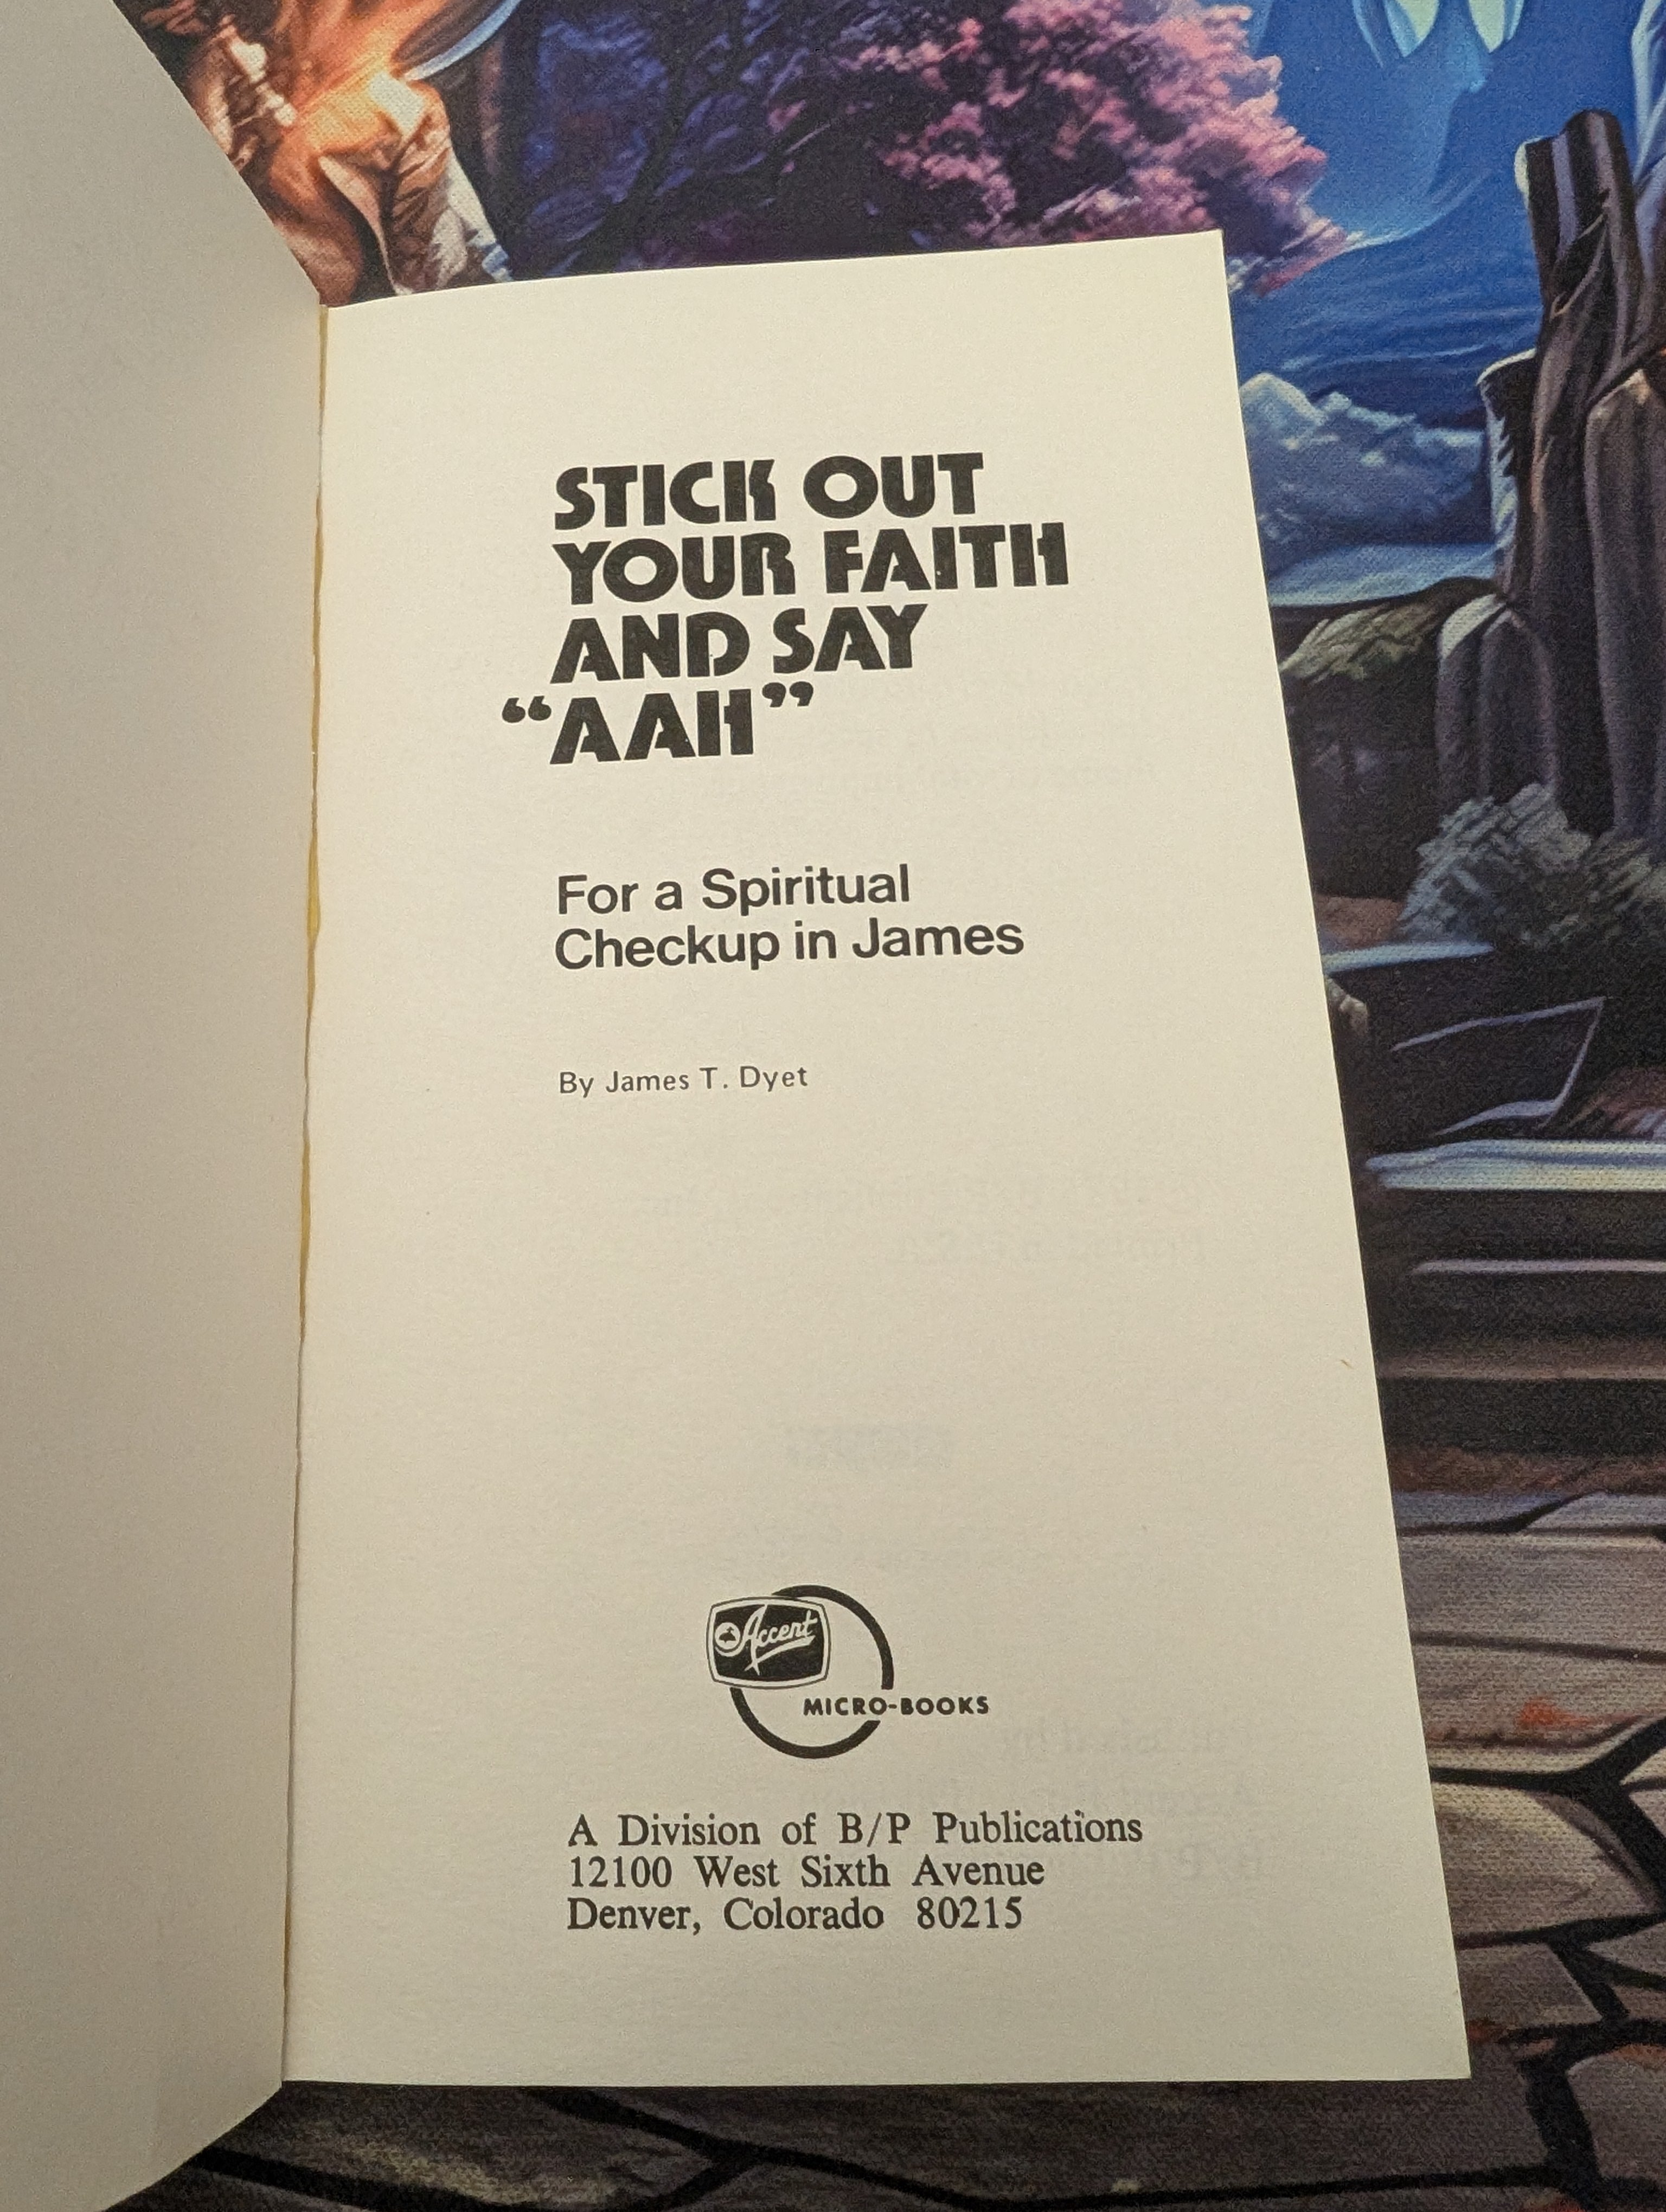 STICK OUT
YOUR FAITH
AND SAY
“AAH”
For a Spiritual
Checkup in James
By James T. Dyet
Accent
MICRO-BOOKS
A Division of B/P Publications
12100 West Sixth Avenue
Denver, Colorado 80215